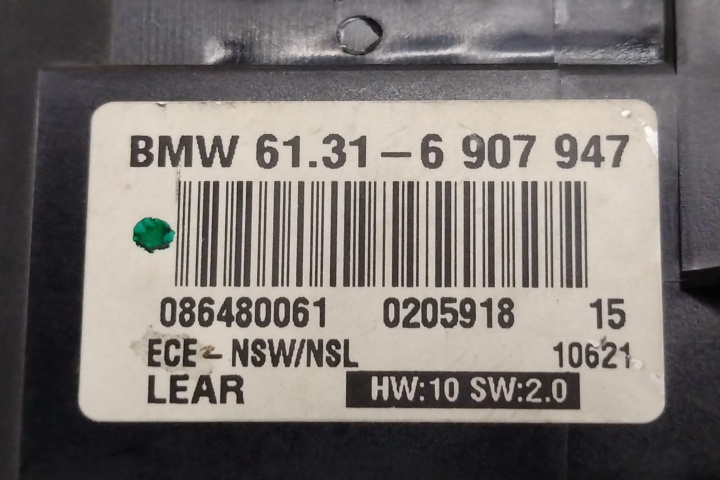 BMW 61.31-6 907 947
086480061 0205918 15
ECE - NSW/NSL 10621
LEAR HW:10 SW:2.0